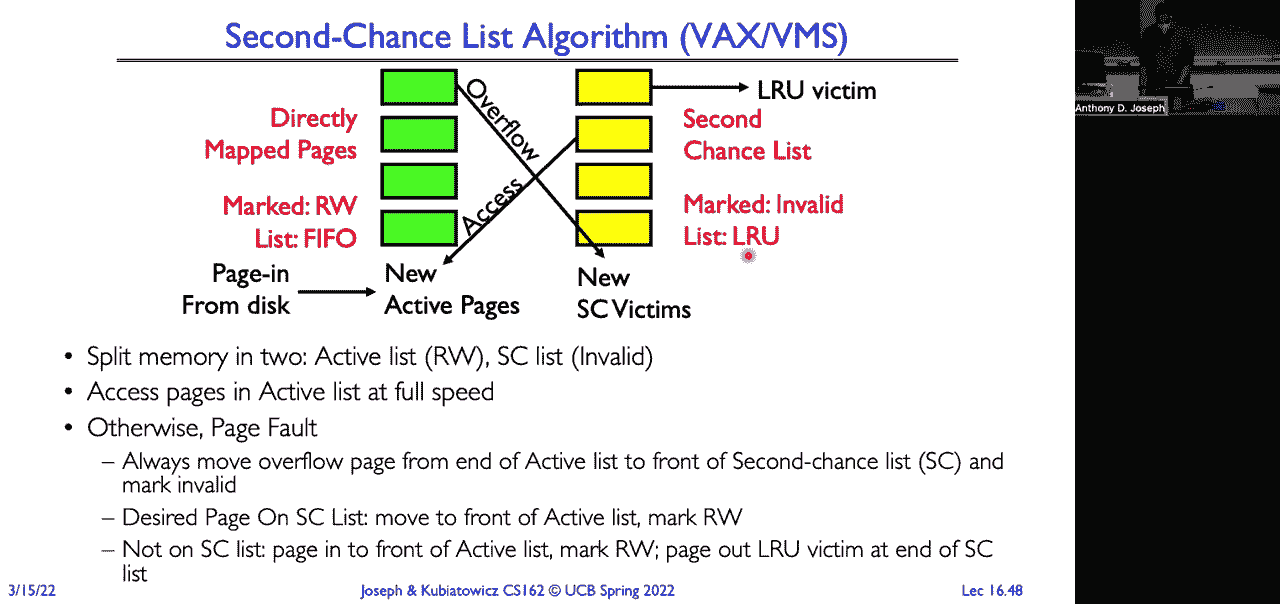 Second-Chance List Algorithm (VAX/VMS)
Directly
Mapped Pages
Marked: RW
List: FIFO
Page-in
From disk
Overflow
Access
New
Active Pages
New
SC Victims
LRU victim
Second
Chance List
Marked: Invalid
List: LRU
Anthony D. Joseph
• Split memory in two: Active list (RW), SC list (Invalid)
• Access pages in Active list at full speed
• Otherwise, Page Fault
– Always move overflow page from end of Active list to front of Second-chance list (SC) and
mark invalid
– Desired Page On SC List: move to front of Active list, mark RW
– Not on SC list: page in to front of Active list, mark RW; page out LRU victim at end of SC
list
3/15/22
Joseph & Kubiatowicz CS162 © UCB Spring 2022
Lec 16.48